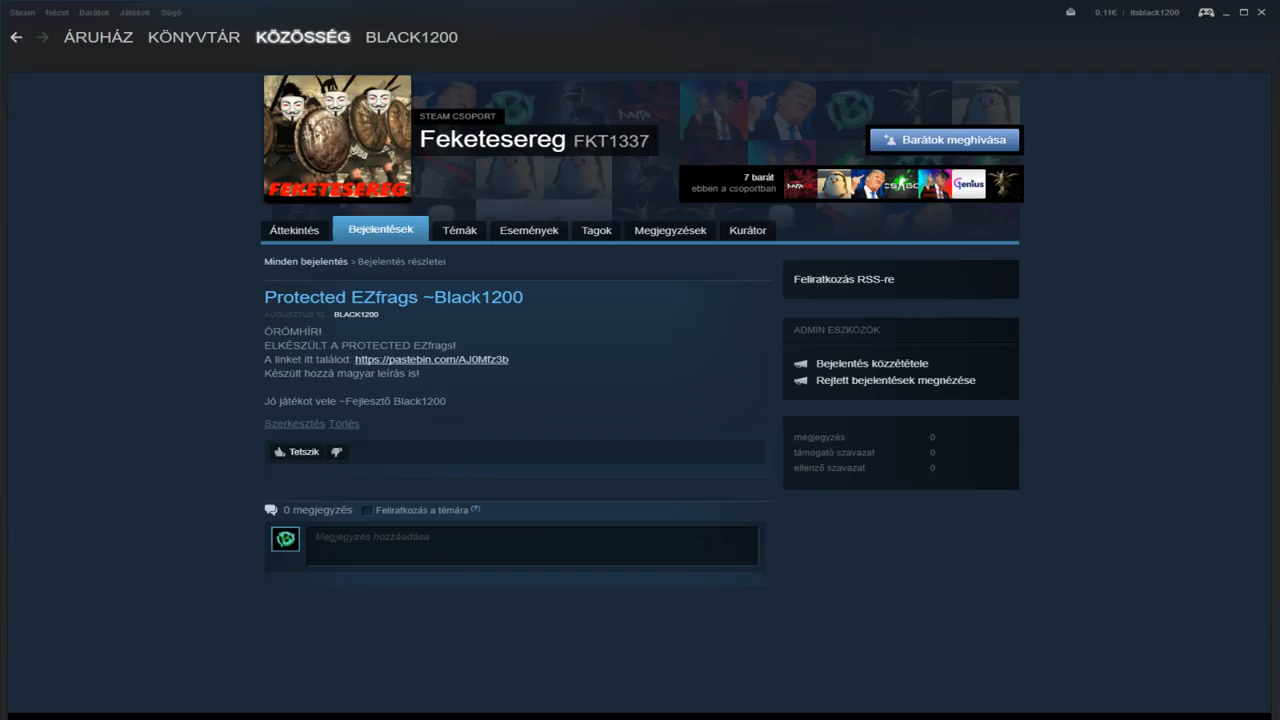 Steam Nézet Barátok Játékok Súgó
0,11€ | itsblack1200
ÁRUHÁZ KÖNYVTÁR KÖZÖSSÉG BLACK1200
FEKETESEREG
STEAM CSOPORT
Feketesereg FKT1337
Barátok meghívása
7 barát
ebben a csoportban
Genius
Áttekintés Bejelentések Témák Események Tagok Megjegyzések Kurátor
Minden bejelentés > Bejelentés részletei
Protected EZfrags ~Black1200
AUGUSZTUS - BLACK1200
ÖRÖMHÍR!
ELKÉSZÜLT A PROTECTED EZfrags!
A linket itt találod: https://pastebin.com/AJ0Mfz3b
Készült hozzá magyar leírás is!
Jó játékot vele ~Fejlesztő Black1200
Szerkesztés Törlés
Tetszik
0 megjegyzés Feliratkozás a témára (?)
Megjegyzés hozzáadása
Feliratkozás RSS-re
ADMIN ESZKÖZÖK
Bejelentés közzététele
Rejtett bejelentések megnézése
megjegyzés 0
támogató szavazat 0
ellenző szavazat 0